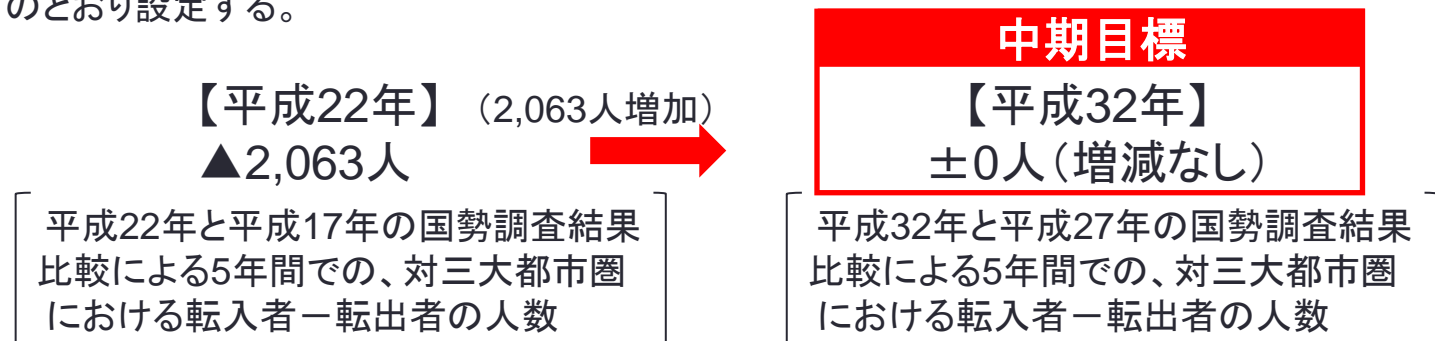 のとおり設定する。
中期目標
【平成22年】（2,063人増加）
▲2,063人
【平成32年】
±0人（増減なし）
平成22年と平成17年の国勢調査結果
比較による5年間での、対三大都市圏
における転入者－転出者の人数
平成32年と平成27年の国勢調査結果
比較による5年間での、対三大都市圏
における転入者－転出者の人数